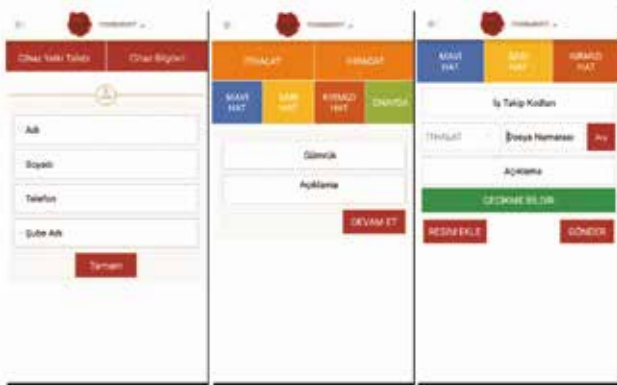 Cihaz Yetki Talebi
Cihaz Bilgileri
Adı
Soyadı
Telefon
Şube Adı
Tamam
İTHALAT
İHRACAT
MAVİ HAT
SARI HAT
KIRMIZI HAT
Gümrük
Açıklama
DEVAM ET
MAVİ HAT
SARI HAT
KIRMIZI HAT
İş Takip Kodları
İTHALAT
Dosya Numarası
Ara
Açıklama
GECİKME BİLDİR
RESİM EKLE
GÖNDER